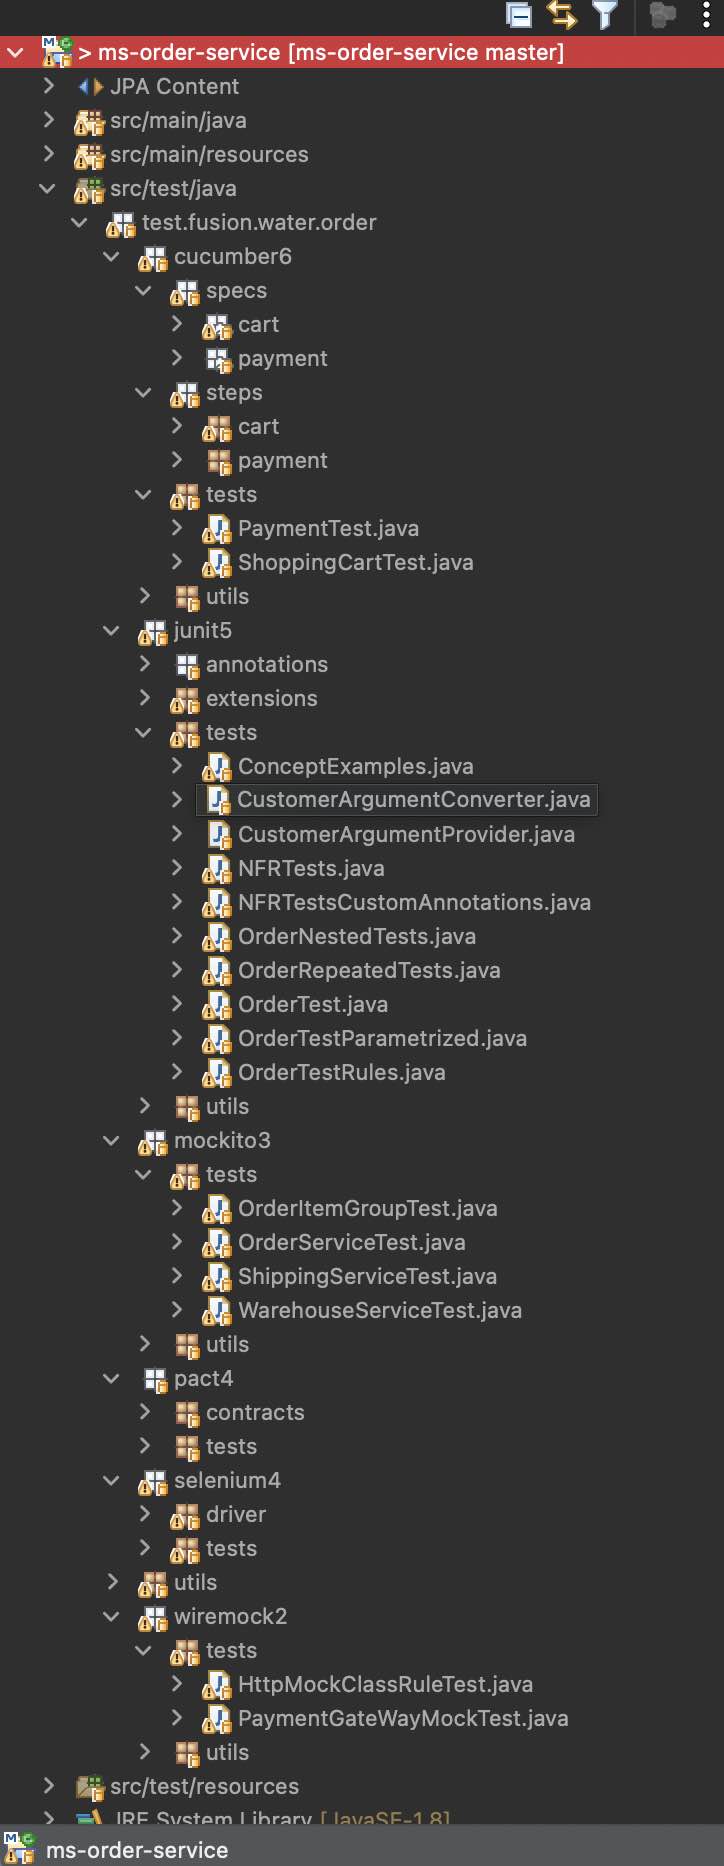 > ms-order-service [ms-order-service master]
JPA Content
src/main/java
src/main/resources
src/test/java
test.fusion.water.order
cucumber6
specs
cart
payment
steps
cart
payment
tests
PaymentTest.java
ShoppingCartTest.java
utils
junit5
annotations
extensions
tests
ConceptExamples.java
CustomerArgumentConverter.java
CustomerArgumentProvider.java
NFRTests.java
NFRTestsCustomAnnotations.java
OrderNestedTests.java
OrderRepeatedTests.java
OrderTest.java
OrderTestParametrized.java
OrderTestRules.java
utils
mockito3
tests
OrderItemGroupTest.java
OrderServiceTest.java
ShippingServiceTest.java
WarehouseServiceTest.java
utils
pact4
contracts
tests
selenium4
driver
tests
utils
wiremock2
tests
HttpMockClassRuleTest.java
PaymentGateWayMockTest.java
utils
src/test/resources
JRE System Library [JavaSE-1.8]
ms-order-service